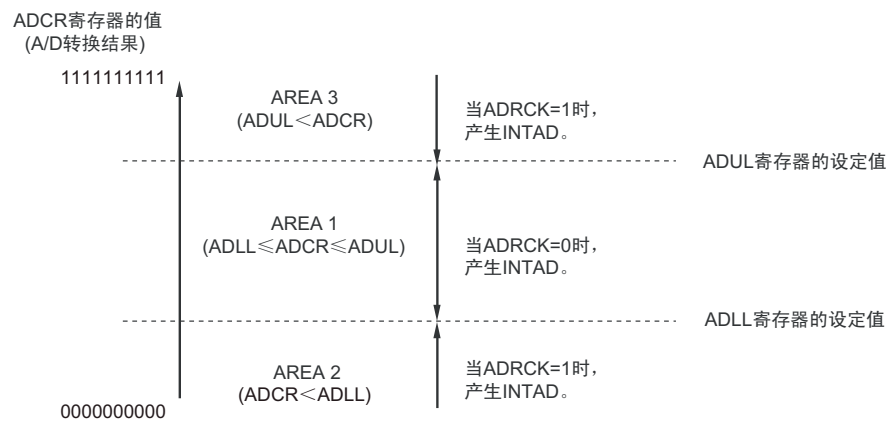 ADCR寄存器的值
(A/D转换结果)
1111111111
AREA 3
(ADUL＜ADCR)
当ADRCK=1时，
产生INTAD。
ADUL寄存器的设定值
AREA 1
(ADLL≤ADCR≤ADUL)
当ADRCK=0时，
产生INTAD。
ADLL寄存器的设定值
AREA 2
(ADCR＜ADLL)
当ADRCK=1时，
产生INTAD。
0000000000